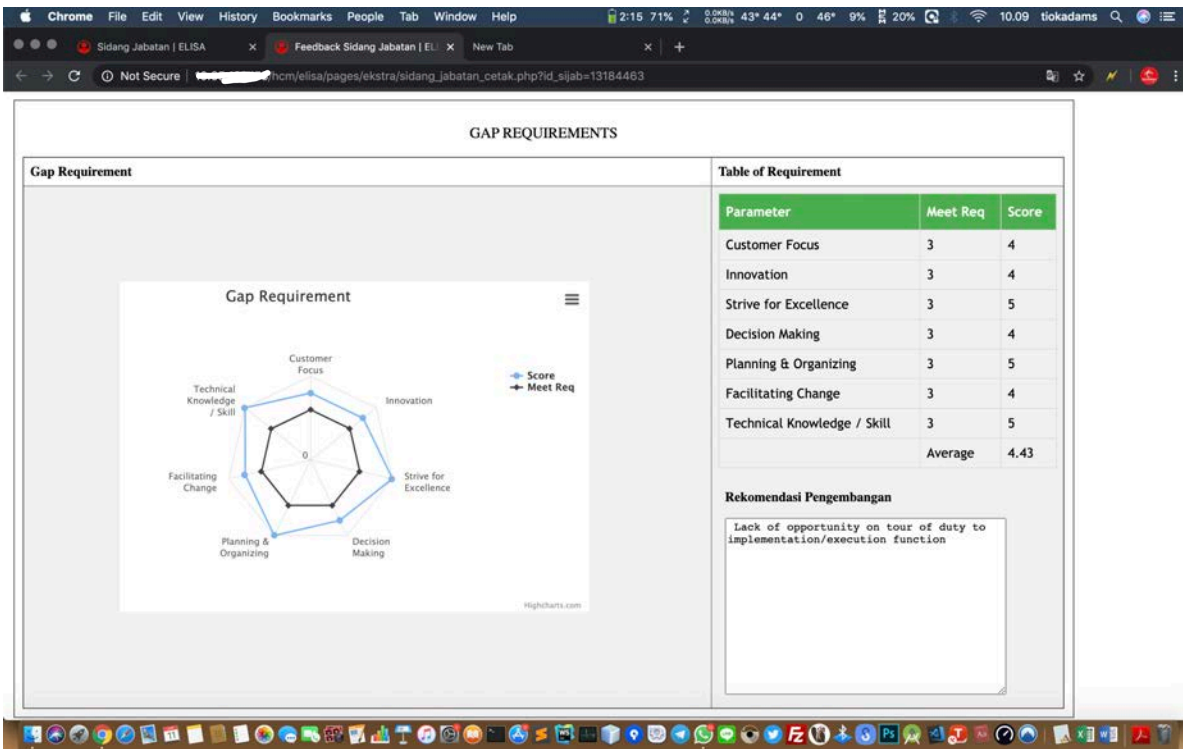 Chrome File Edit View History Bookmarks People Tab Window Help 2:15 71% 0.0KB/s 0.0KB/s 43° 44° 0 46° 9% 20% 10.09 tiokadams
Sidang Jabatan | ELISA × Feedback Sidang Jabatan | EL × New Tab × +
Not Secure /hcm/elisa/pages/ekstra/sidang_jabatan_cetak.php?id_sijab=13184463
GAP REQUIREMENTS
Gap Requirement
Gap Requirement
Customer
Focus
Innovation
Strive for
Excellence
Decision
Making
Planning &
Organizing
Facilitating
Change
Technical
Knowledge
/ Skill
0
Score
Meet Req
Highcharts.com
Table of Requirement
Parameter Meet Req Score
Customer Focus 3 4
Innovation 3 4
Strive for Excellence 3 5
Decision Making 3 4
Planning & Organizing 3 5
Facilitating Change 3 4
Technical Knowledge / Skill 3 5
Average 4.43
Rekomendasi Pengembangan
Lack of opportunity on tour of duty to
implementation/execution function